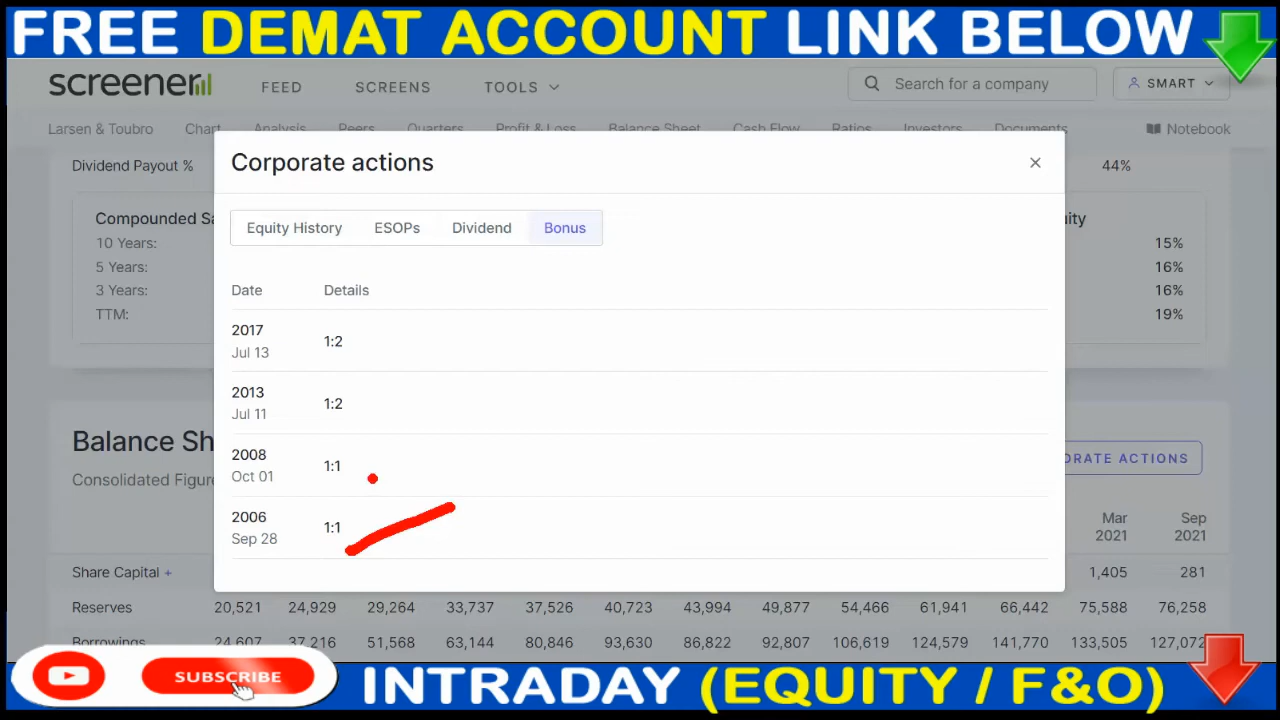 FREE DEMAT ACCOUNT LINK BELOW
screener FEED SCREENS TOOLS Search for a company SMART
Larsen & Toubro Chart Analysis Peers Quarters Profit & Loss Balance Sheet Cash Flow Ratios Investors Documents Notebook
Corporate actions ×
Dividend Payout % 44%
Equity History ESOPs Dividend Bonus
Compounded Sa uity
10 Years: 15%
5 Years: 16%
3 Years: 16%
TTM: 19%
Date Details
2017
Jul 13 1:2
2013
Jul 11 1:2
2008
Oct 01 1:1
2006
Sep 28 1:1
Balance Sh ORATE ACTIONS
Consolidated Figur
Mar Sep
2021 2021
Share Capital + 1,405 281
Reserves 20,521 24,929 29,264 33,737 37,526 40,723 43,994 49,877 54,466 61,941 66,442 75,588 76,258
Borrowings 24,607 37,216 51,568 63,144 80,846 93,630 86,822 92,807 106,619 124,579 141,770 133,505 127,072
SUBSCRIBE
INTRADAY (EQUITY / F&O)